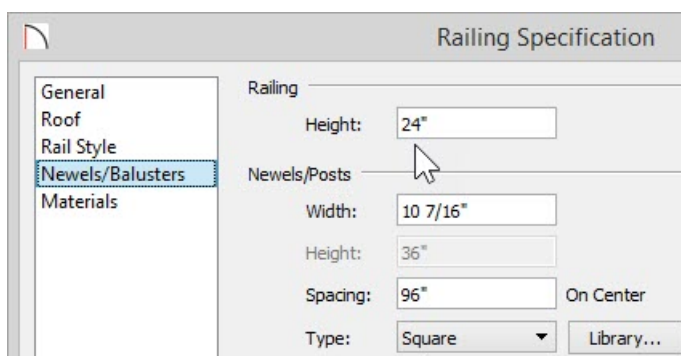 Railing Specification
General
Roof
Rail Style
Newels/Balusters
Materials
Railing
Height: 24"
Newels/Posts
Width: 10 7/16"
Height: 36"
Spacing: 96" On Center
Type: Square Library...